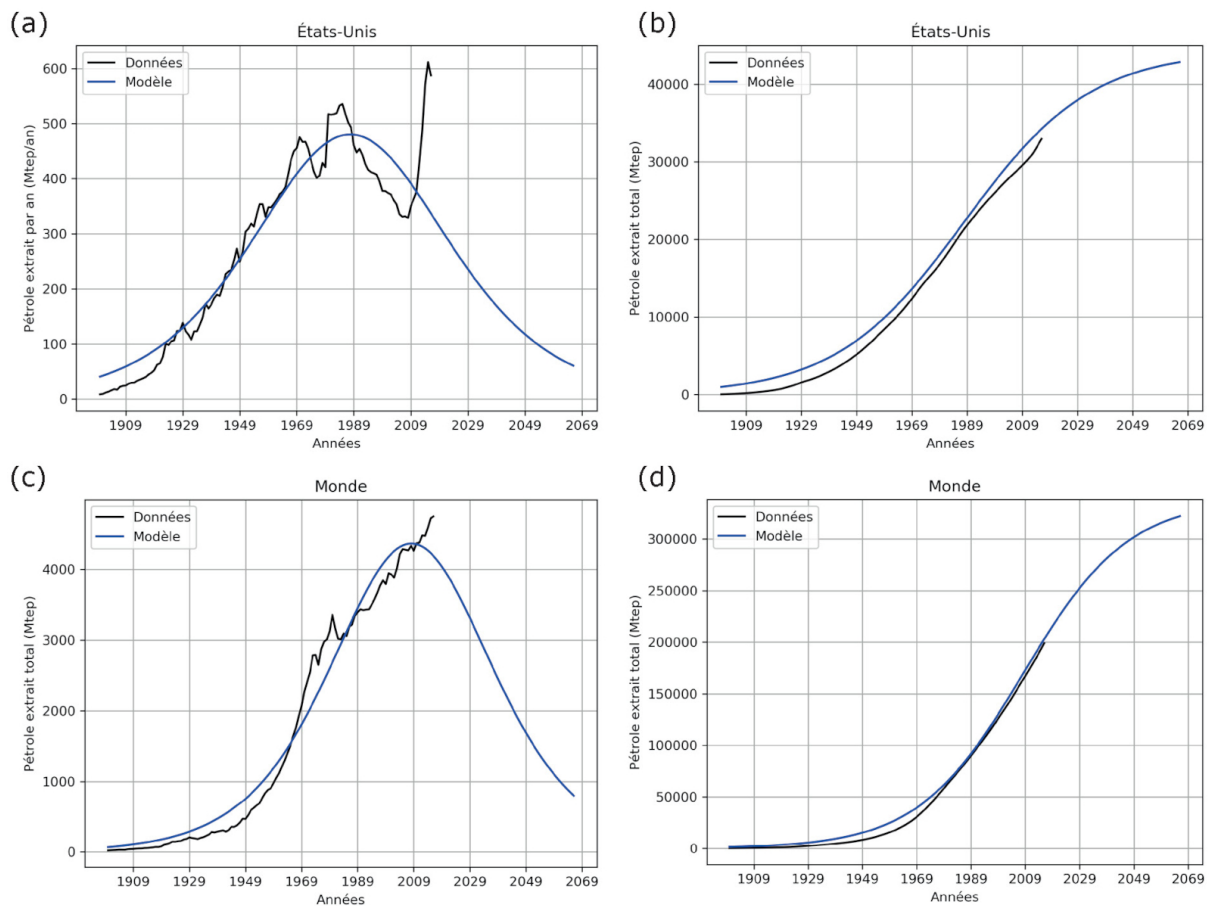 (a)
États-Unis
Données
Modèle
Pétrole extrait par an (Mtep/an)
600
500
400
300
200
100
0
1909 1929 1949 1969 1989 2009 2029 2049 2069
Années
(b)
États-Unis
Données
Modèle
Pétrole extrait total (Mtep)
40000
30000
20000
10000
0
1909 1929 1949 1969 1989 2009 2029 2049 2069
Années
(c)
Monde
Données
Modèle
Pétrole extrait total (Mtep)
4000
3000
2000
1000
0
1909 1929 1949 1969 1989 2009 2029 2049 2069
Années
(d)
Monde
Données
Modèle
Pétrole extrait total (Mtep)
300000
250000
200000
150000
100000
50000
0
1909 1929 1949 1969 1989 2009 2029 2049 2069
Années